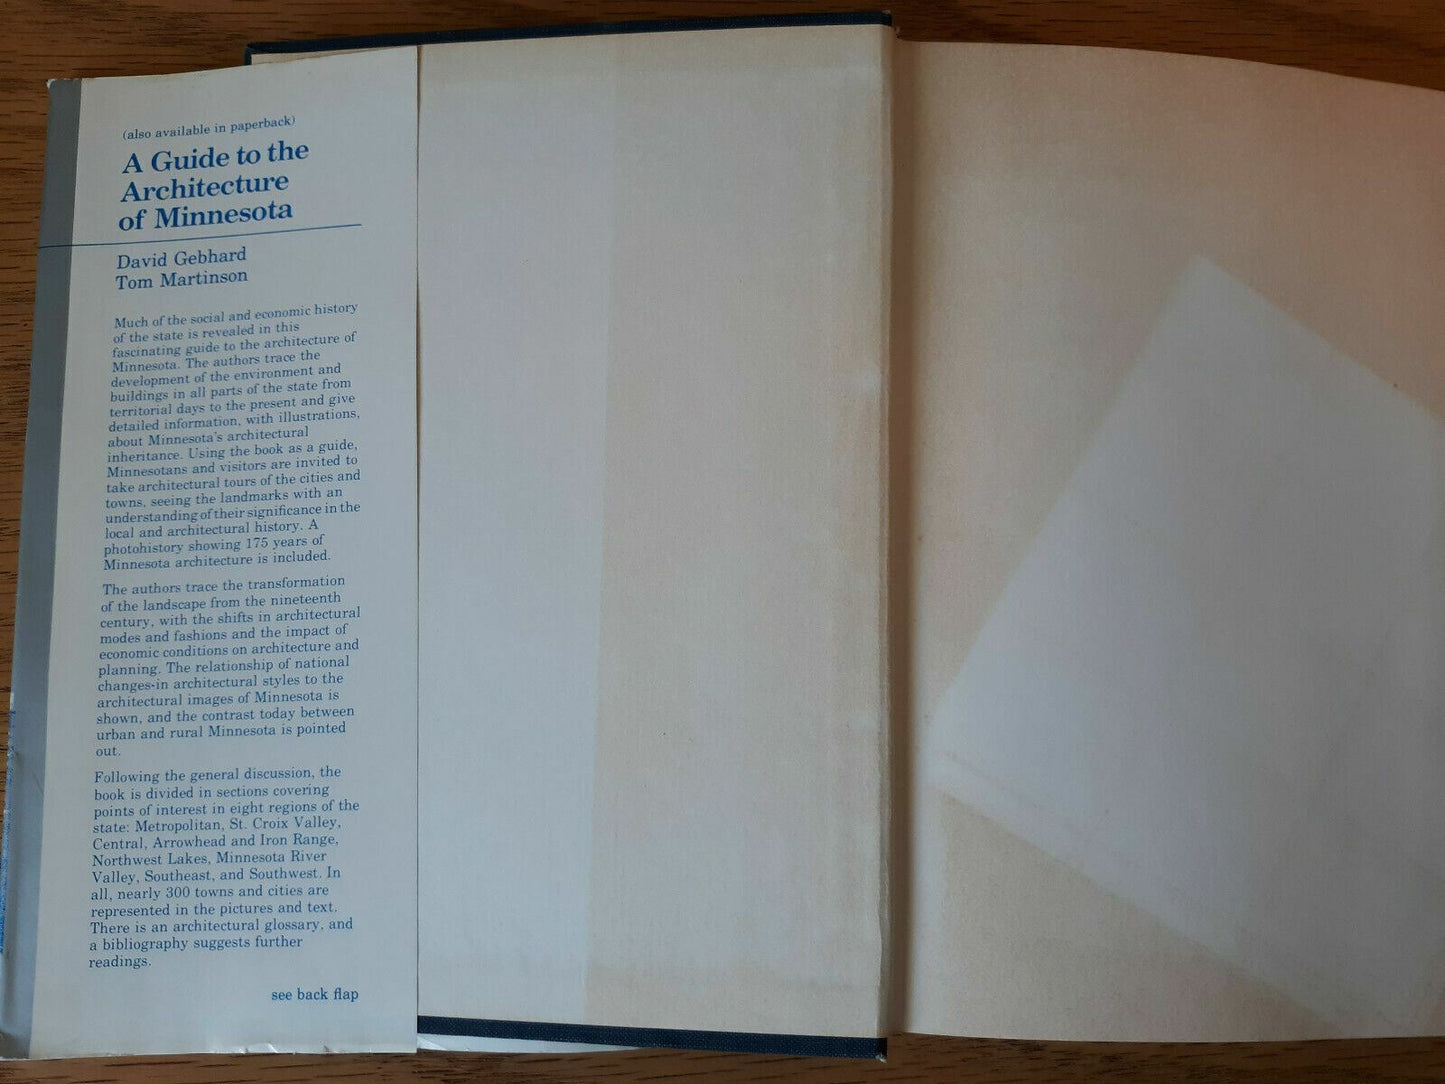 (also available in paperback)
A Guide to the
Architecture
of Minnesota
David Gebhard
Tom Martinson
Much of the social and economic history
of the state is revealed in this
fascinating guide to the architecture of
Minnesota. The authors trace the
development of the environment and
buildings in all parts of the state from
territorial days to the present and give
detailed information, with illustrations,
about Minnesota's architectural
inheritance. Using the book as a guide,
Minnesotans and visitors are invited to
take architectural tours of the cities and
towns, seeing the landmarks with an
understanding of their significance in the
local and architectural history. A
photohistory showing 175 years of
Minnesota architecture is included.
The authors trace the transformation
of the landscape from the nineteenth
century, with the shifts in architectural
modes and fashions and the impact of
economic conditions on architecture and
planning. The relationship of national
changes-in architectural styles to the
architectural images of Minnesota is
shown, and the contrast today between
urban and rural Minnesota is pointed
out.
Following the general discussion, the
book is divided in sections covering
points of interest in eight regions of the
state: Metropolitan, St. Croix Valley,
Central, Arrowhead and Iron Range,
Northwest Lakes, Minnesota River
Valley, Southeast, and Southwest. In
all, nearly 300 towns and cities are
represented in the pictures and text.
There is an architectural glossary, and
a bibliography suggests further
readings.
see back flap